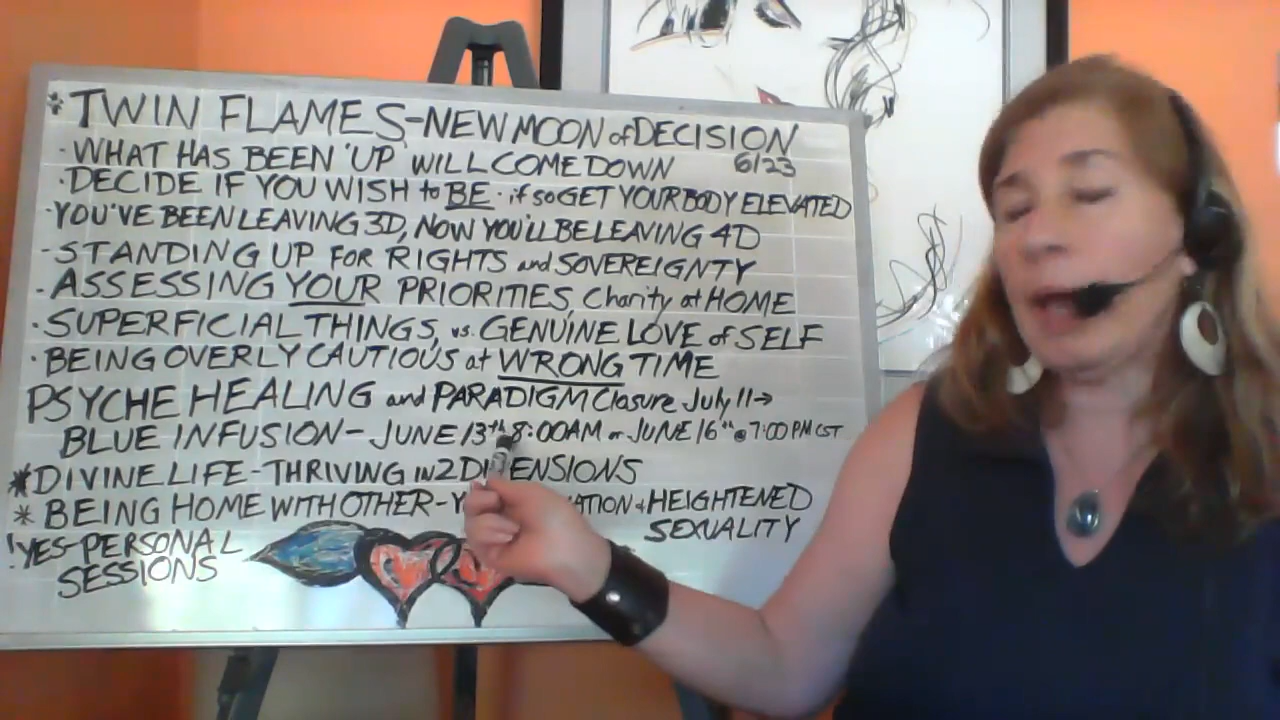 * TWIN FLAMES-NEW MOON of DECISION
· WHAT HAS BEEN 'UP' WILL COME DOWN 6/23
· DECIDE IF YOU WISH to BE · if so GET YOUR BODY ELEVATED
· YOU'VE BEEN LEAVING 3D, NOW YOU'LL BE LEAVING 4D
- STANDING UP FOR RIGHTS and SOVEREIGNTY
· ASSESSING YOUR PRIORITIES, Charity at HOME
· SUPERFICIAL THINGS, vs. GENUINE LOVE of SELF
· BEING OVERLY CAUTIOUS at WRONG TIME
PSYCHE HEALING and PARADIGM Closure July 11→
BLUE INFUSION - JUNE 13th 8:00AM or JUNE 16th @ 7:00 PM CST
* DIVINE LIFE - THRIVING in 2 DIMENSIONS
* BEING HOME WITH OTHER - & HEIGHTENED
SEXUALITY
! YES-PERSONAL
SESSIONS